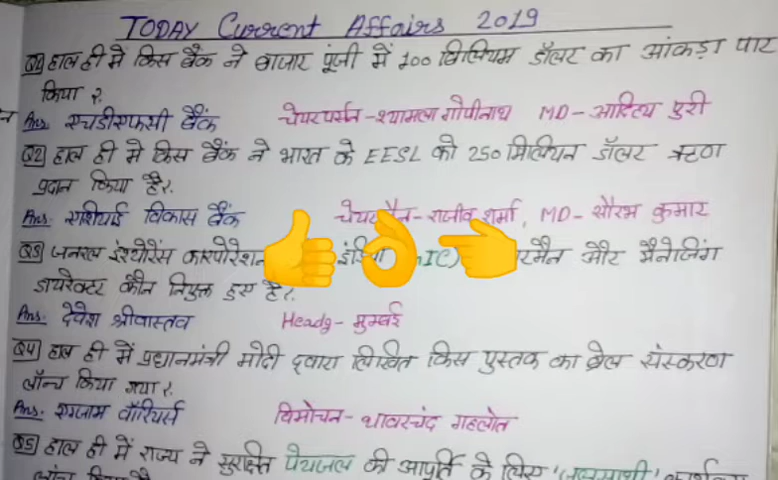 TODAY Current Affairs 2019
Q1 हाल ही में किस बैंक ने बाजार पूंजी में 100 बिलियम डॉलर का आंकड़ा पार
किया ?.
Ans. एचडीएफसी बैंक चेयरपर्सन-श्यामला गोपीनाथ MD-आदित्य पुरी
Q2 हाल ही मे किस बैंक ने भारत के EESL को 250 मिलियन डॉलर ऋण
प्रदान किया है?.
Ans. एशियाई विकास बैंक चेयरमैन-राजीव शर्मा, MD-सौरभ कुमार
Q3 जनरल इंश्योरेंस कारपोरेशन इंडिया और मैनेजिंग
डायरेक्टर कौन नियुक्त हुए है?.
Ans. देवेश श्रीवास्तव Headq-मुम्बई
Q4 हाल ही में प्रधानमंत्री मोदी द्वारा लिखित किस पुस्तक का ब्रेल संस्करण
लॉन्च किया गया ?.
Ans. एग्जाम वॉरियर्स विमोचन-थावरचंद गहलोत
Q5 हाल ही में राज्य ने सुरक्षित पेयजल की आपूर्ति के लिए